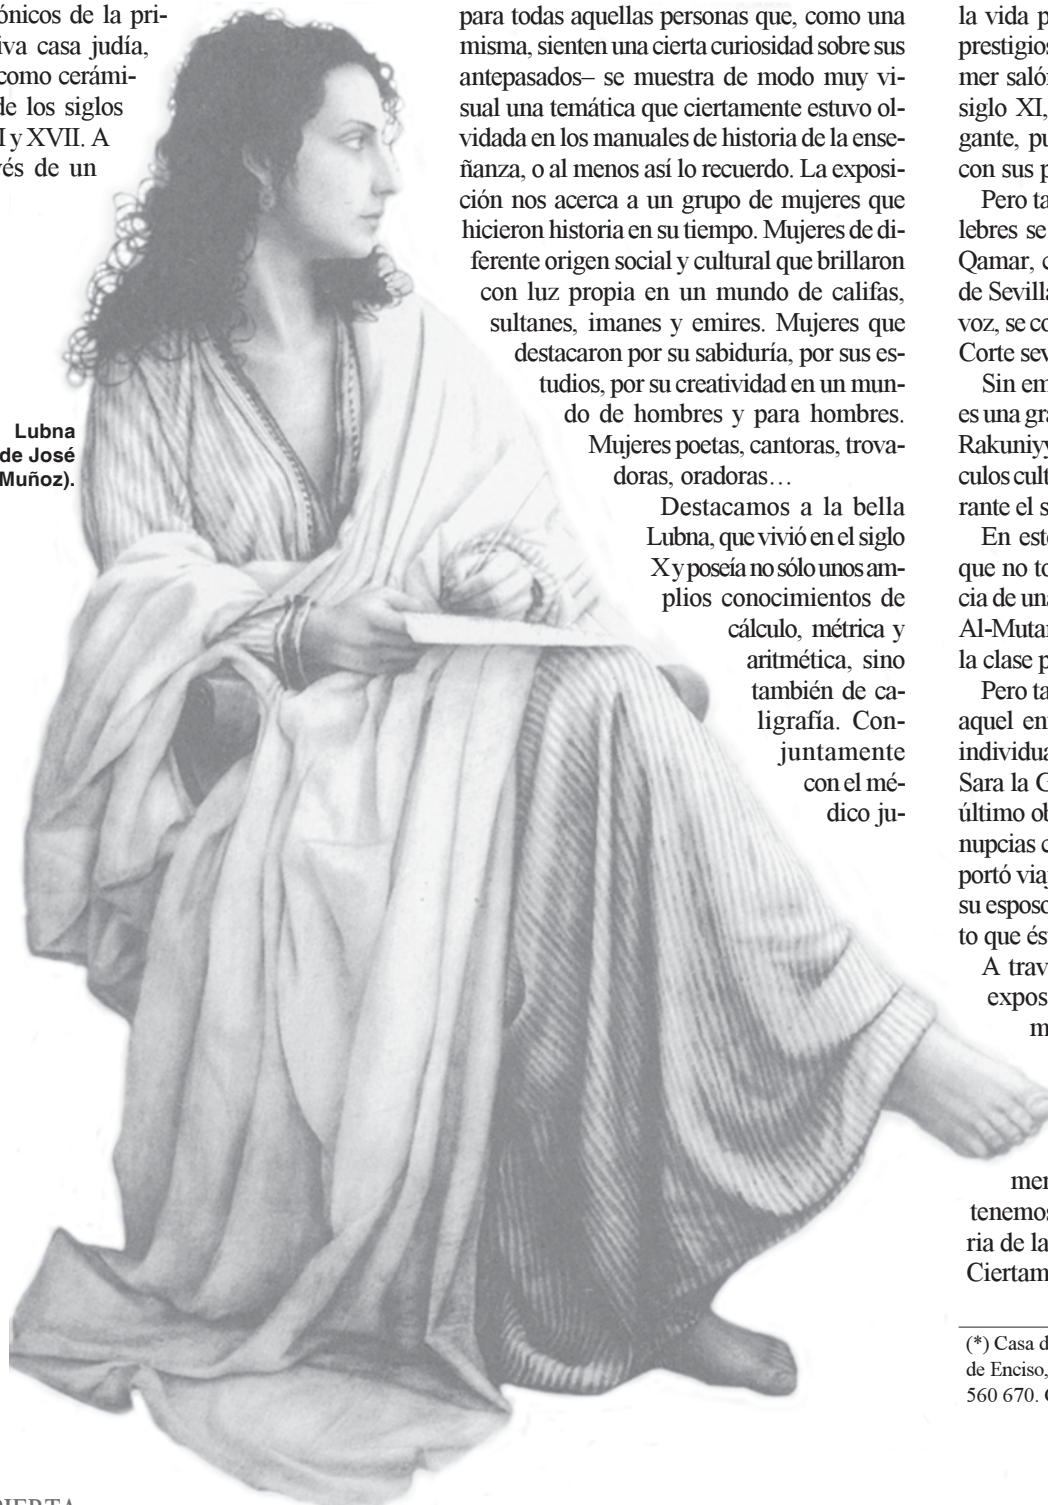 ónicos de la pri-
iva casa judía,
como cerámi-
de los siglos
I y XVII. A
vés de un
Lubna
de José
Muñoz).
para todas aquellas personas que, como una
misma, sienten una cierta curiosidad sobre sus
antepasados– se muestra de modo muy vi-
sual una temática que ciertamente estuvo ol-
vidada en los manuales de historia de la ense-
ñanza, o al menos así lo recuerdo. La exposi-
ción nos acerca a un grupo de mujeres que
hicieron historia en su tiempo. Mujeres de di-
ferente origen social y cultural que brillaron
con luz propia en un mundo de califas,
sultanes, imanes y emires. Mujeres que
destacaron por su sabiduría, por sus es-
tudios, por su creatividad en un mun-
do de hombres y para hombres.
Mujeres poetas, cantoras, trova-
doras, oradoras…
Destacamos a la bella
Lubna, que vivió en el siglo
X y poseía no sólo unos am-
plios conocimientos de
cálculo, métrica y
aritmética, sino
también de ca-
ligrafía. Con-
juntamente
con el mé-
dico ju-
la vida p
prestigios
mer salón
siglo XI,
gante, pu
con sus p
Pero ta
lebres se
Qamar, c
de Sevilla
voz, se co
Corte sev
Sin em
es una gra
Rakuniyy
culos cult
rante el s
En este
que no to
cia de una
Al-Mutam
la clase p
Pero ta
aquel ent
individua
Sara la G
último ob
nupcias c
portó viaj
su esposo
to que és
A trav
expos
m
men
tenemos
ria de la
Ciertam
(*) Casa d
de Enciso,
560 670. C
BIERTA